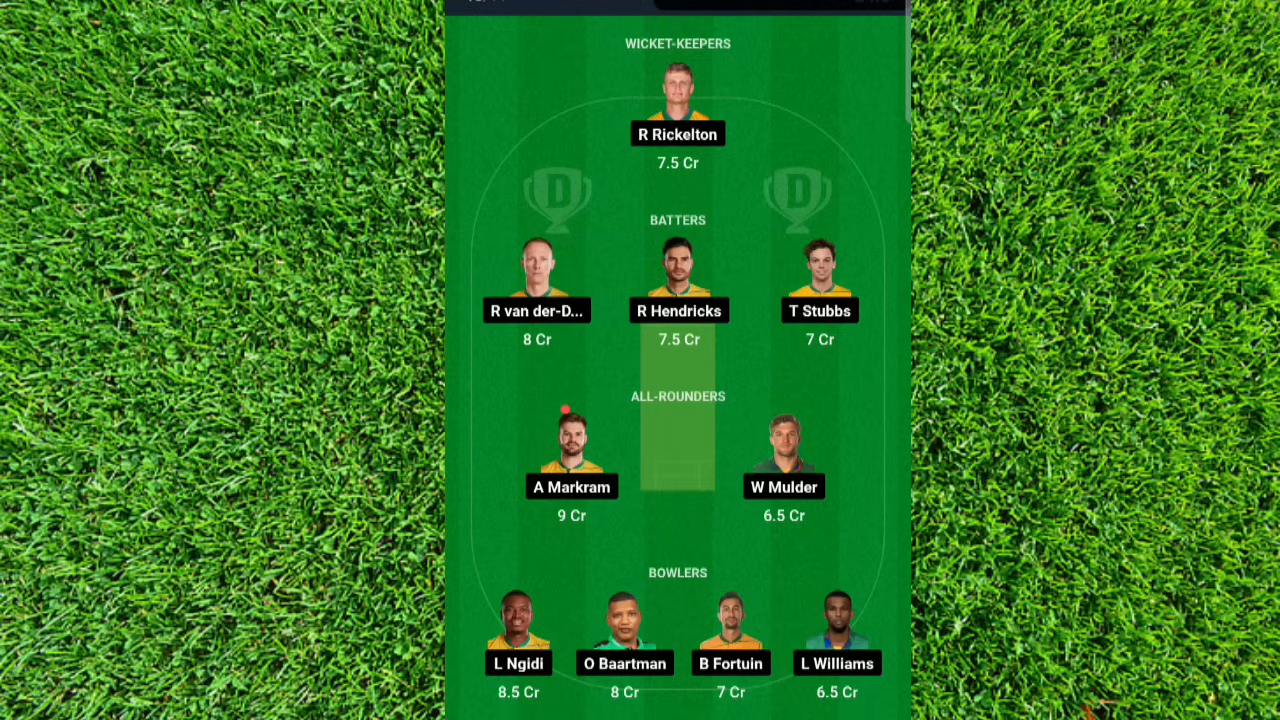 WICKET-KEEPERS
R Rickelton
7.5 Cr
D D
BATTERS
R van der-D... R Hendricks T Stubbs
8 Cr 7.5 Cr 7 Cr
ALL-ROUNDERS
A Markram W Mulder
9 Cr 6.5 Cr
BOWLERS
L Ngidi O Baartman B Fortuin L Williams
8.5 Cr 8 Cr 7 Cr 6.5 Cr